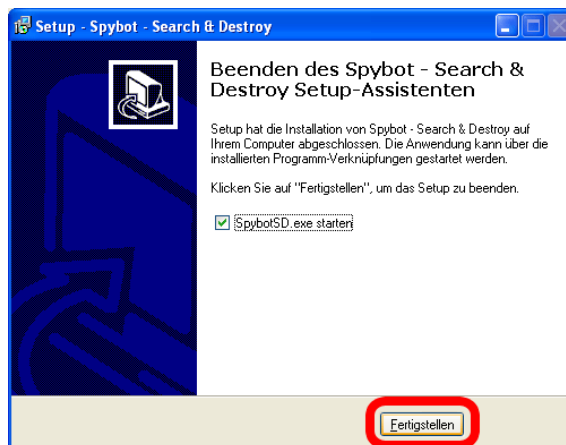 Setup - Spybot - Search & Destroy
Beenden des Spybot - Search &
Destroy Setup-Assistenten
Setup hat die Installation von Spybot - Search & Destroy auf
Ihrem Computer abgeschlossen. Die Anwendung kann über die
installierten Programm-Verknüpfungen gestartet werden.
Klicken Sie auf "Fertigstellen", um das Setup zu beenden.
SpybotSD.exe starten
Fertigstellen